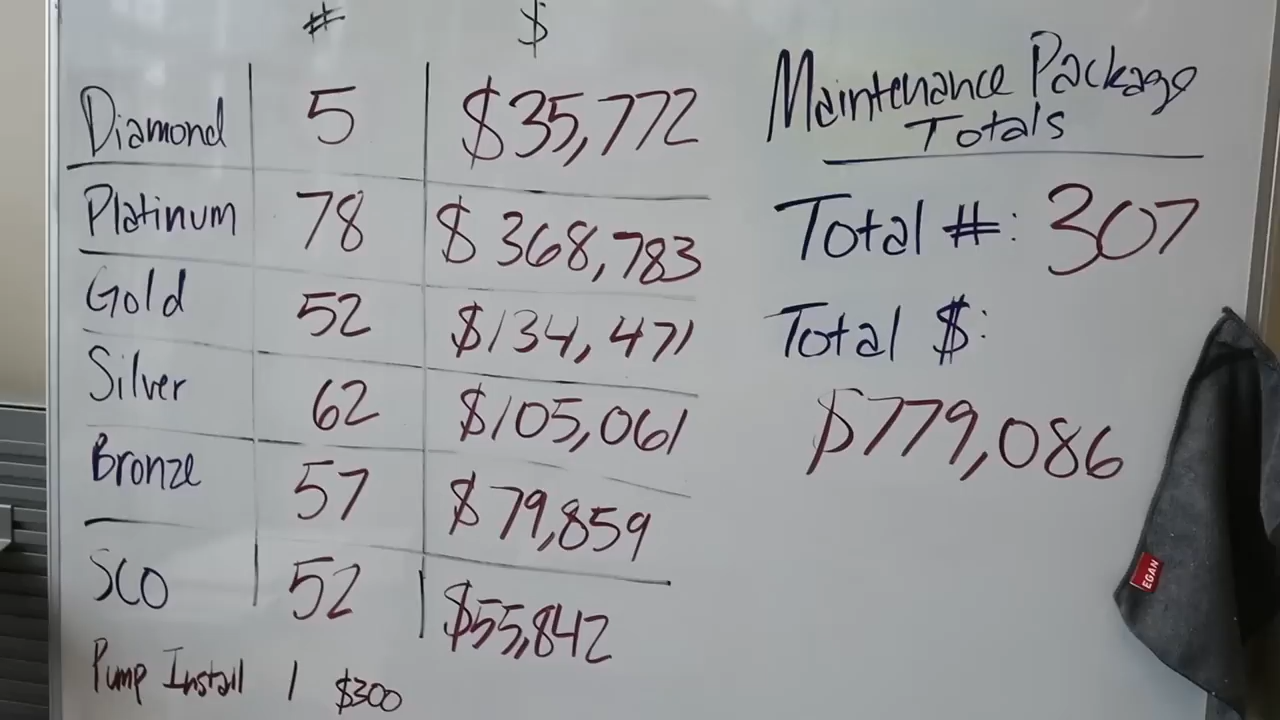 # $
Diamond 5 $35,772
Platinum 78 $368,783
Gold 52 $134,471
Silver 62 $105,061
Bronze 57 $79,859
SCO 52 $55,842
Pump Install 1 $300
Maintenance Package
Totals
Total #: 307
Total $:
$779,086
EGAN